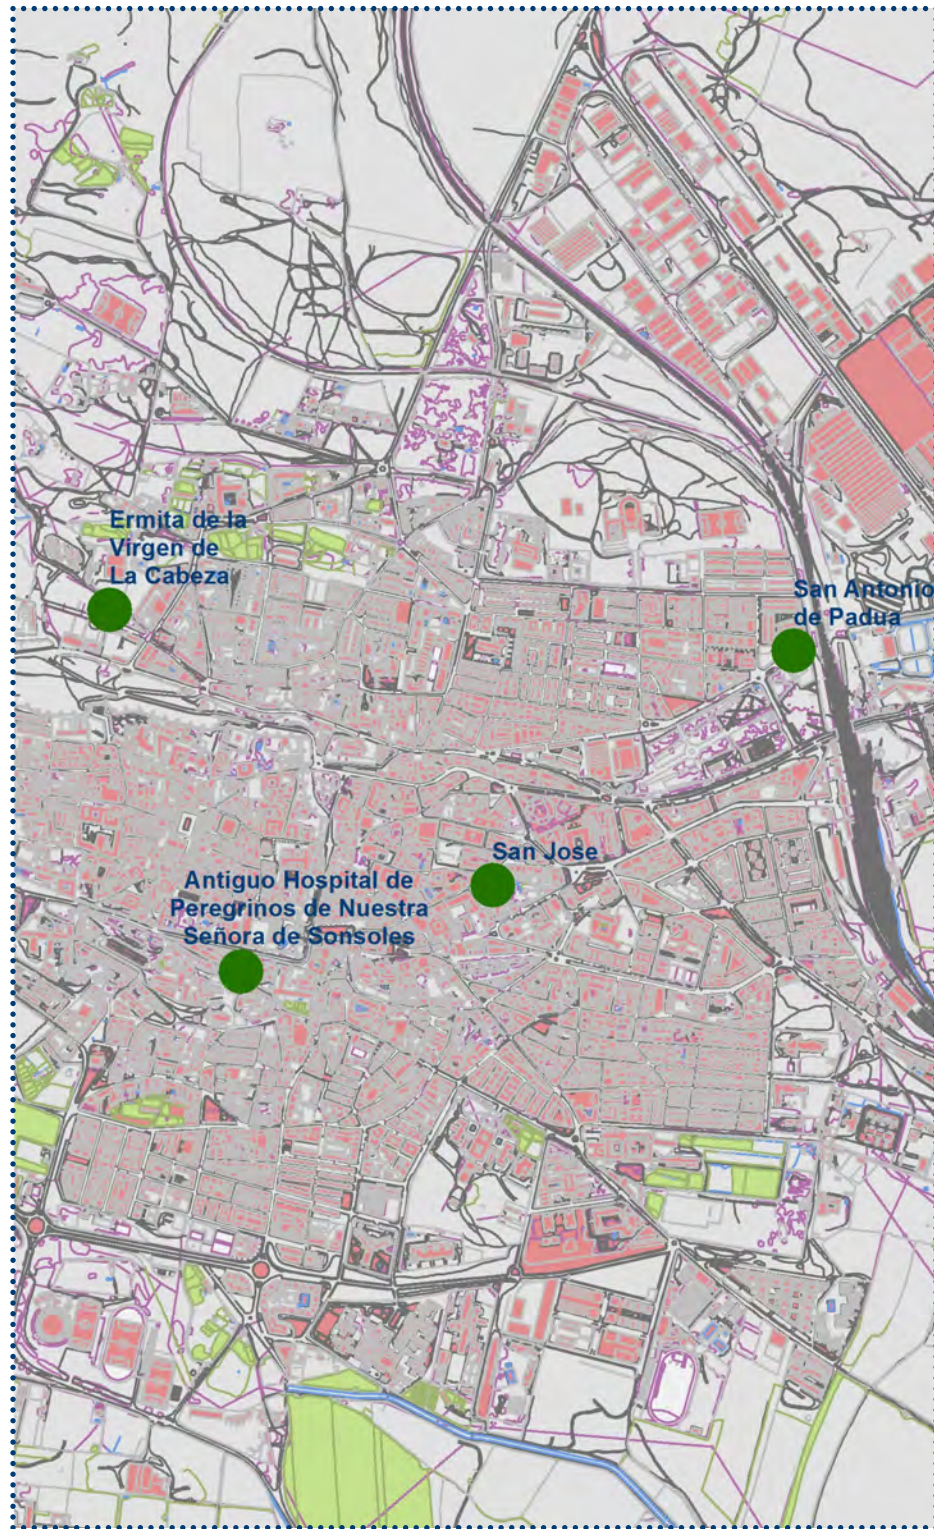 Ermita de la
Virgen de
La Cabeza
San Antonio
de Padua
San Jose
Antiguo Hospital de
Peregrinos de Nuestra
Señora de Sonsoles